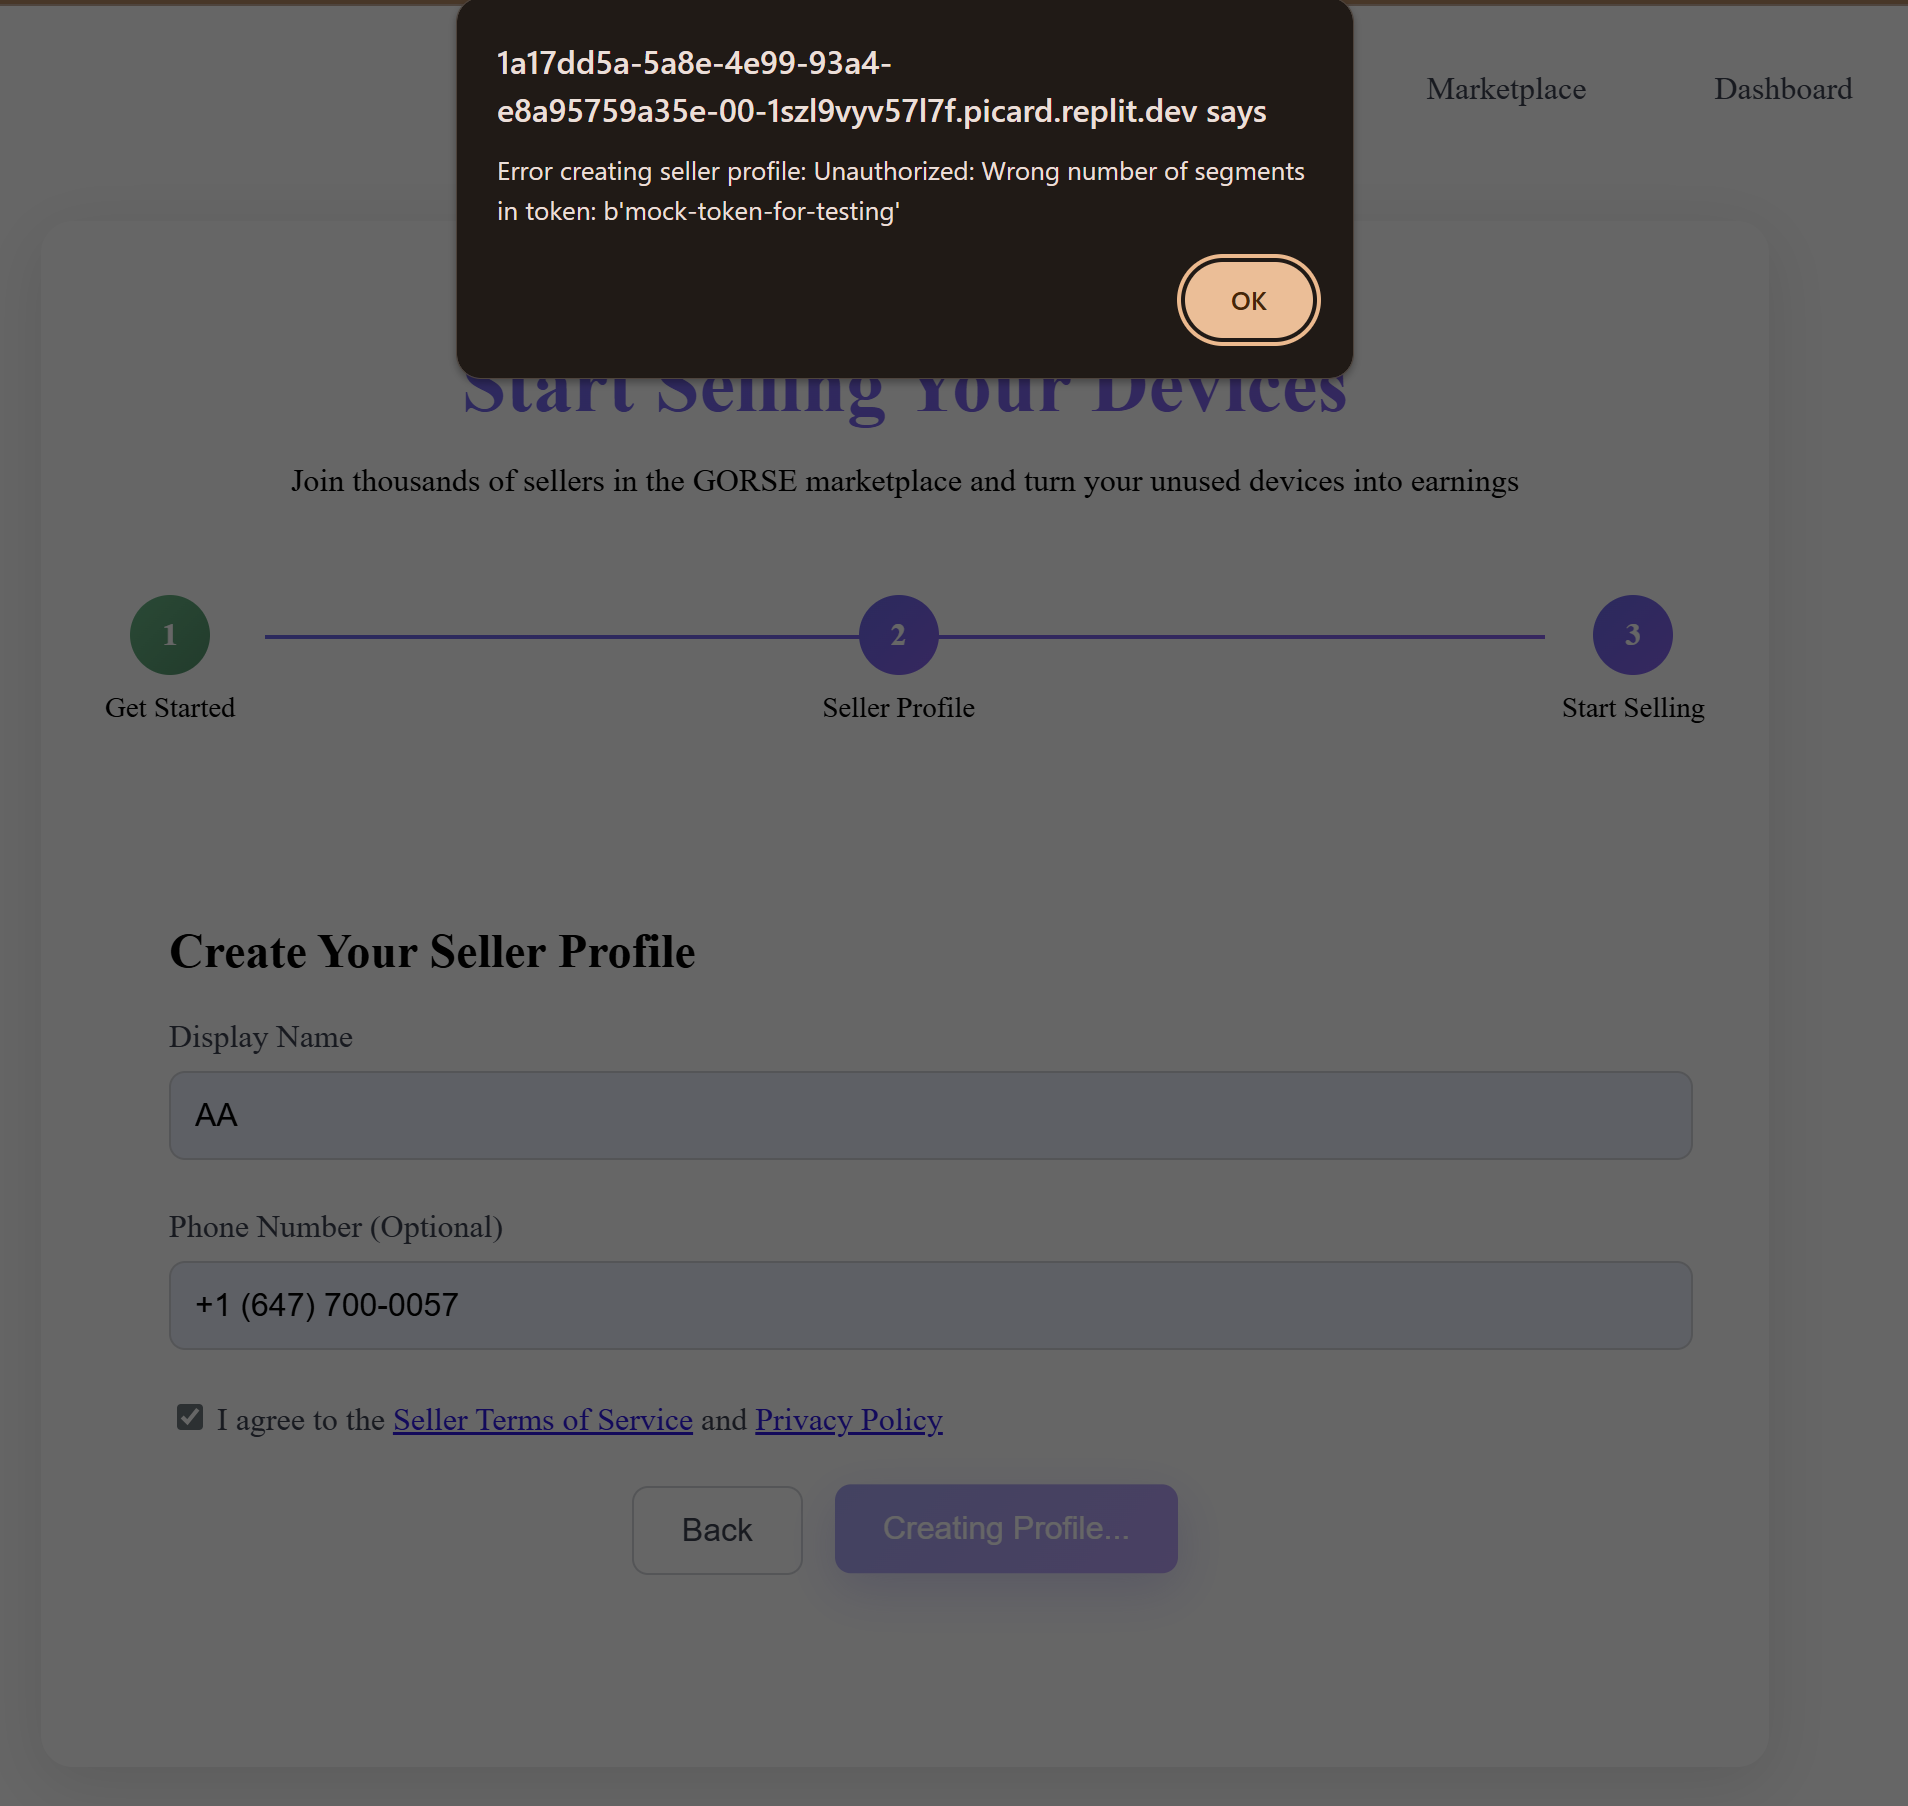 1a17dd5a-5a8e-4e99-93a4-
e8a95759a35e-00-1szl9vyv57l7f.picard.replit.dev says
Error creating seller profile: Unauthorized: Wrong number of segments
in token: b'mock-token-for-testing'
OK
Marketplace
Dashboard
Start Selling Your Devices
Join thousands of sellers in the GORSE marketplace and turn your unused devices into earnings
1
2
3
Get Started
Seller Profile
Start Selling
Create Your Seller Profile
Display Name
AA
Phone Number (Optional)
+1 (647) 700-0057
I agree to the Seller Terms of Service and Privacy Policy
Back
Creating Profile...